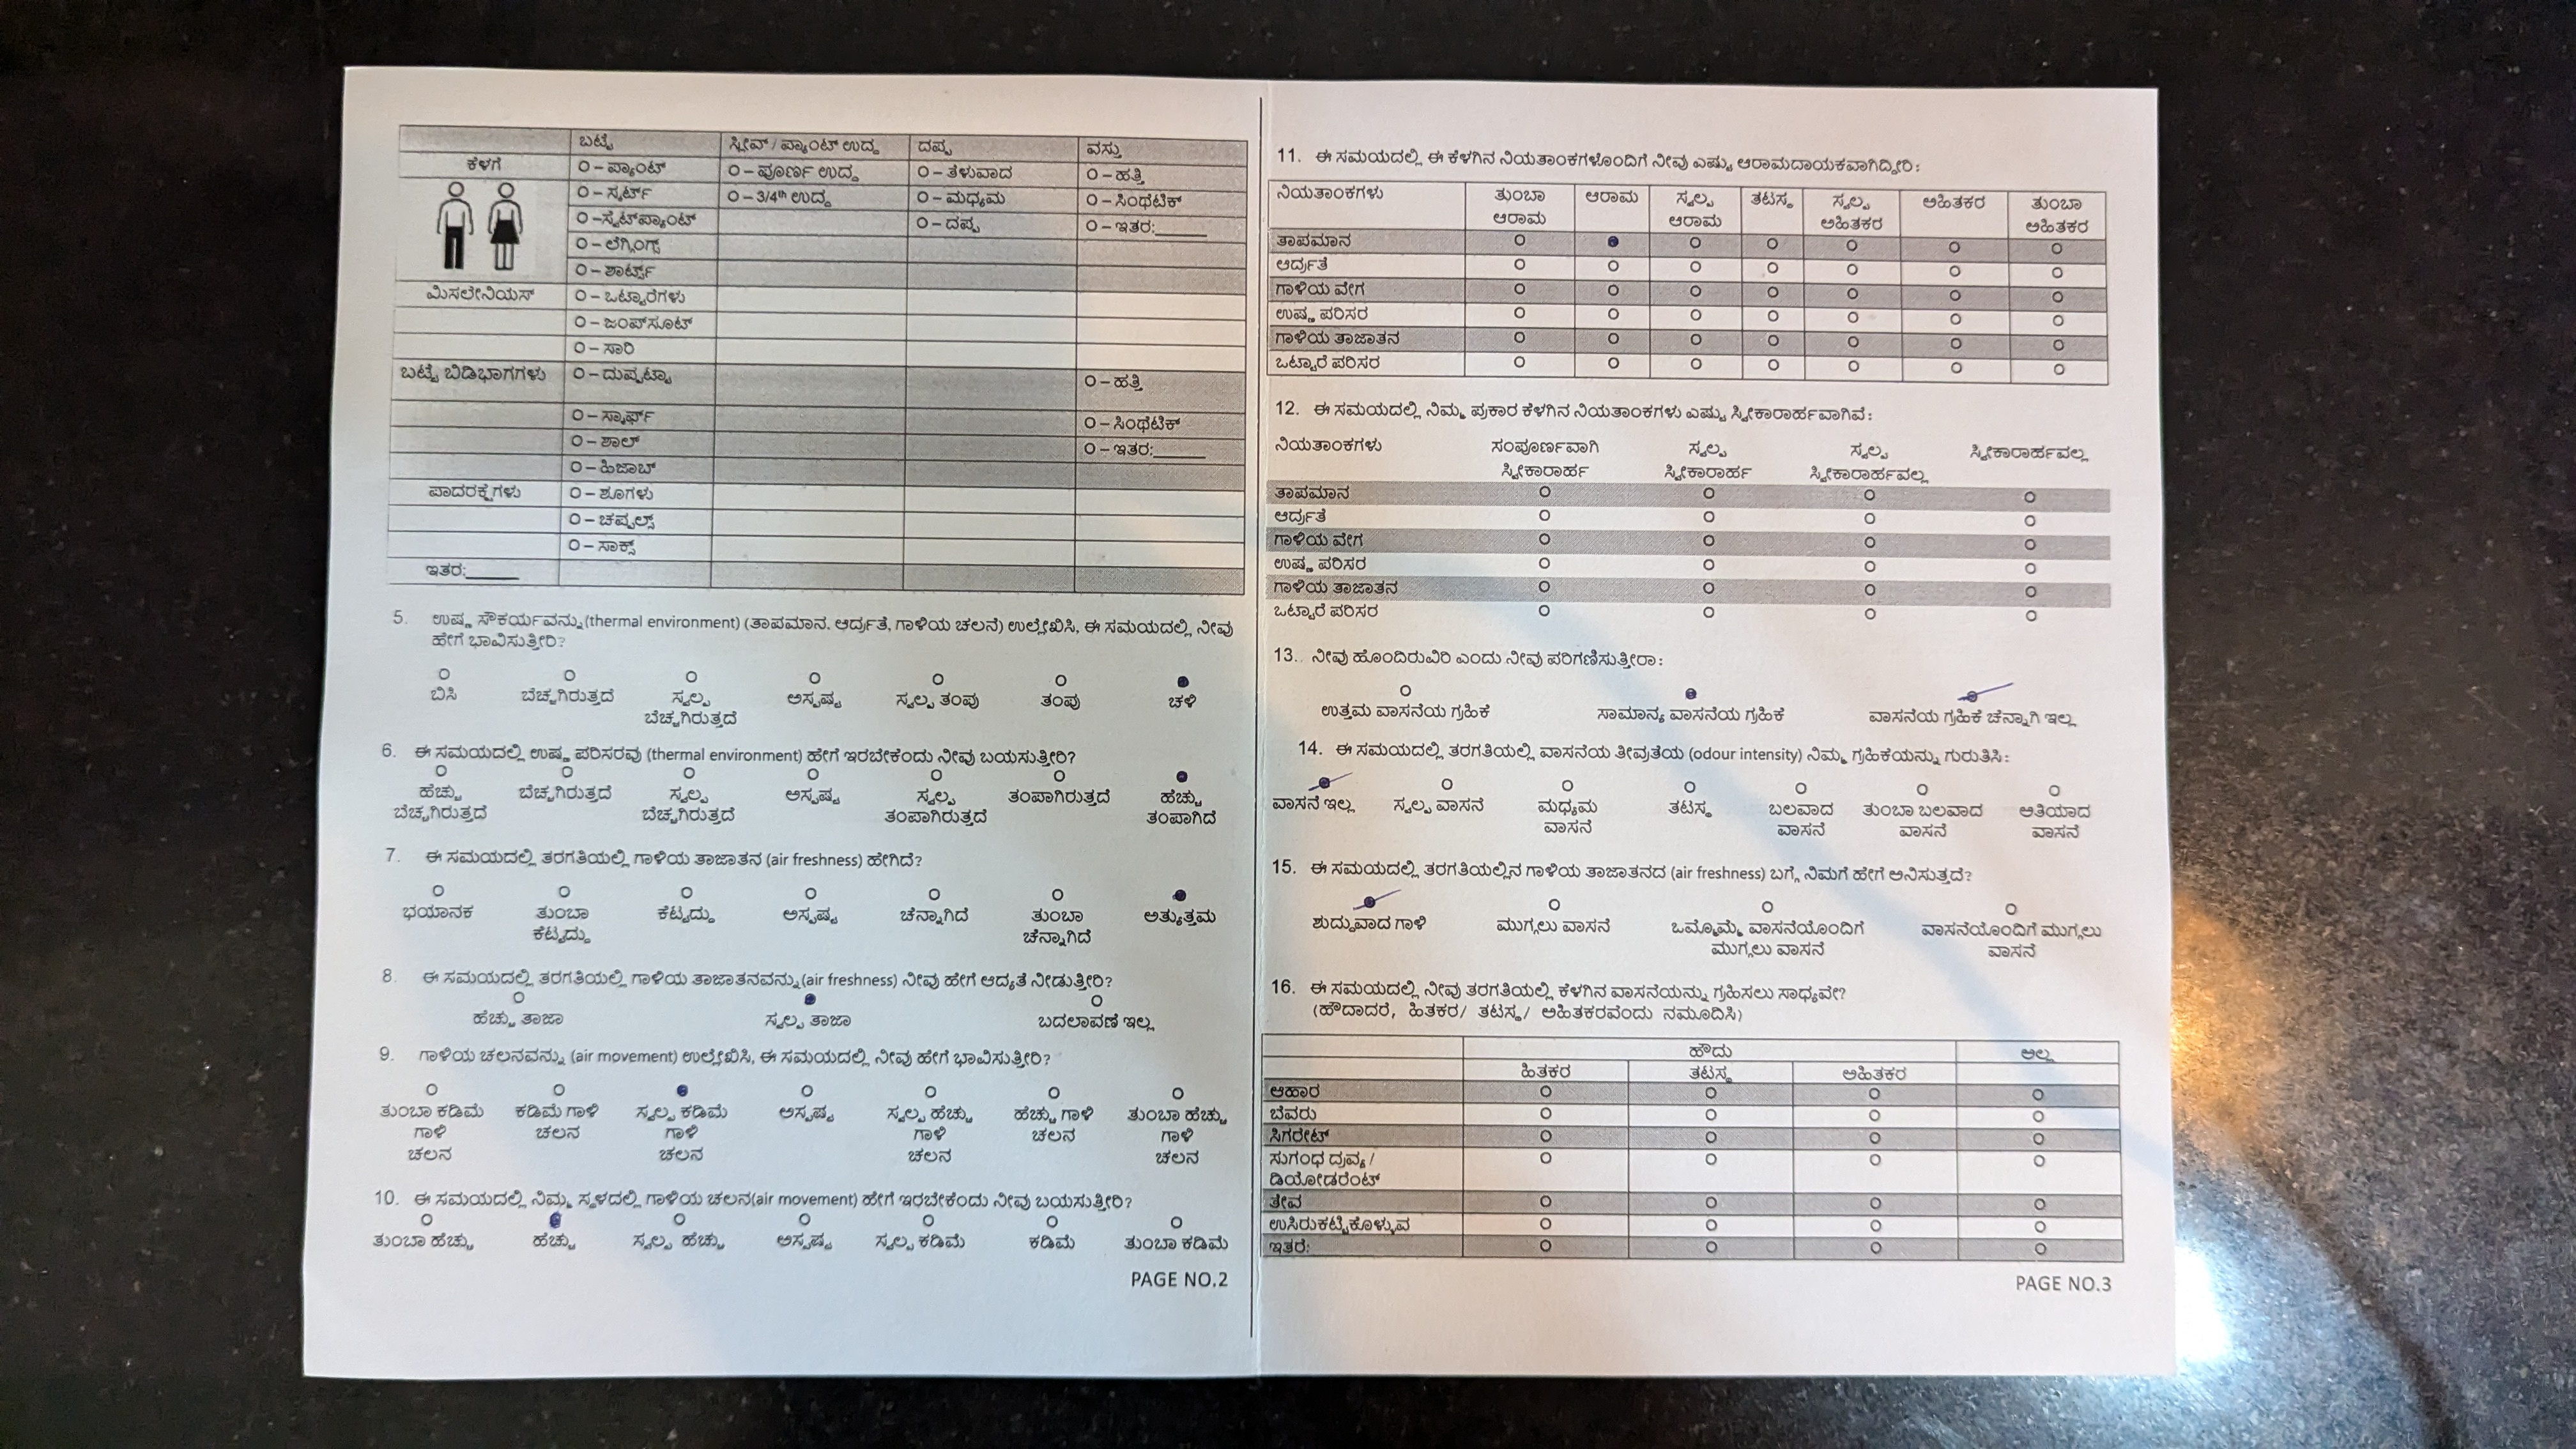 ಬಟ್ಟೆ ಸ್ಲೀವ್ / ಪ್ಯಾಂಟ್ ಉದ್ದ ದಪ್ಪ ವಸ್ತು
ಕೆಳಗೆ O – ಪ್ಯಾಂಟ್ O – ಪೂರ್ಣ ಉದ್ದ O – ತೆಳುವಾದ O – ಹತ್ತಿ
O – ಸ್ಕರ್ಟ್ O – 3/4th ಉದ್ದ O – ಮಧ್ಯಮ O – ಸಿಂಥೆಟಿಕ್
O –ಸ್ವೆಟ್‌ಪ್ಯಾಂಟ್ O – ದಪ್ಪ O – ಇತರ:______
O – ಲೆಗ್ಗಿಂಗ್ಸ್
O – ಶಾರ್ಟ್ಸ್
ಮಿಸಲೇನಿಯಸ್ O – ಒಟ್ಟಾರೆಗಳು
O – ಜಂಪ್‌ಸೂಟ್
O – ಸಾರಿ
ಬಟ್ಟೆ ಬಿಡಿಭಾಗಗಳು O – ದುಪ್ಪಟ್ಟಾ O – ಹತ್ತಿ
O – ಸ್ಕಾರ್ಫ್ O – ಸಿಂಥೆಟಿಕ್
O – ಶಾಲ್ O – ಇತರ:______
O – ಹಿಜಾಬ್
ಪಾದರಕ್ಷೆಗಳು O – ಶೂಗಳು
O – ಚಪ್ಪಲ್ಸ್
O – ಸಾಕ್ಸ್
ಇತರ:______
5. ಉಷ್ಣ ಸೌಕರ್ಯವನ್ನು(thermal environment) (ತಾಪಮಾನ, ಆರ್ದ್ರತೆ, ಗಾಳಿಯ ಚಲನೆ) ಉಲ್ಲೇಖಿಸಿ, ಈ ಸಮಯದಲ್ಲಿ ನೀವು
ಹೇಗೆ ಭಾವಿಸುತ್ತೀರಿ?
ಬಿಸಿ ಬೆಚ್ಚಗಿರುತ್ತದೆ ಸ್ವಲ್ಪ ಅಸ್ಪಷ್ಟ ಸ್ವಲ್ಪ ತಂಪು ತಂಪು ಚಳಿ
ಬೆಚ್ಚಗಿರುತ್ತದೆ
6. ಈ ಸಮಯದಲ್ಲಿ ಉಷ್ಣ ಪರಿಸರವು (thermal environment) ಹೇಗೆ ಇರಬೇಕೆಂದು ನೀವು ಬಯಸುತ್ತೀರಿ?
ಹೆಚ್ಚು ಬೆಚ್ಚಗಿರುತ್ತದೆ ಸ್ವಲ್ಪ ಅಸ್ಪಷ್ಟ ಸ್ವಲ್ಪ ತಂಪಾಗಿರುತ್ತದೆ ಹೆಚ್ಚು
ಬೆಚ್ಚಗಿರುತ್ತದೆ ಬೆಚ್ಚಗಿರುತ್ತದೆ ತಂಪಾಗಿರುತ್ತದೆ ತಂಪಾಗಿದೆ
7. ಈ ಸಮಯದಲ್ಲಿ ತರಗತಿಯಲ್ಲಿ ಗಾಳಿಯ ತಾಜಾತನ (air freshness) ಹೇಗಿದೆ?
ಭಯಾನಕ ತುಂಬಾ ಕೆಟ್ಟದ್ದು ಅಸ್ಪಷ್ಟ ಚೆನ್ನಾಗಿದೆ ತುಂಬಾ ಅತ್ಯುತ್ತಮ
ಕೆಟ್ಟದ್ದು ಚೆನ್ನಾಗಿದೆ
8. ಈ ಸಮಯದಲ್ಲಿ ತರಗತಿಯಲ್ಲಿ ಗಾಳಿಯ ತಾಜಾತನವನ್ನು(air freshness) ನೀವು ಹೇಗೆ ಆದ್ಯತೆ ನೀಡುತ್ತೀರಿ?
ಹೆಚ್ಚು ತಾಜಾ ಸ್ವಲ್ಪ ತಾಜಾ ಬದಲಾವಣೆ ಇಲ್ಲ
9. ಗಾಳಿಯ ಚಲನವನ್ನು (air movement) ಉಲ್ಲೇಖಿಸಿ, ಈ ಸಮಯದಲ್ಲಿ ನೀವು ಹೇಗೆ ಭಾವಿಸುತ್ತೀರಿ?
ತುಂಬಾ ಕಡಿಮೆ ಕಡಿಮೆ ಗಾಳಿ ಸ್ವಲ್ಪ ಕಡಿಮೆ ಅಸ್ಪಷ್ಟ ಸ್ವಲ್ಪ ಹೆಚ್ಚು ಹೆಚ್ಚು ಗಾಳಿ ತುಂಬಾ ಹೆಚ್ಚು
ಗಾಳಿ ಚಲನ ಗಾಳಿ ಗಾಳಿ ಚಲನ ಗಾಳಿ
ಚಲನ ಚಲನ ಚಲನ ಚಲನ
10. ಈ ಸಮಯದಲ್ಲಿ ನಿಮ್ಮ ಸ್ಥಳದಲ್ಲಿ ಗಾಳಿಯ ಚಲನ(air movement) ಹೇಗೆ ಇರಬೇಕೆಂದು ನೀವು ಬಯಸುತ್ತೀರಿ?
ತುಂಬಾ ಹೆಚ್ಚು ಹೆಚ್ಚು ಸ್ವಲ್ಪ ಹೆಚ್ಚು ಅಸ್ಪಷ್ಟ ಸ್ವಲ್ಪ ಕಡಿಮೆ ಕಡಿಮೆ ತುಂಬಾ ಕಡಿಮೆ
PAGE NO.2
11. ಈ ಸಮಯದಲ್ಲಿ ಈ ಕೆಳಗಿನ ನಿಯತಾಂಕಗಳೊಂದಿಗೆ ನೀವು ಎಷ್ಟು ಆರಾಮದಾಯಕವಾಗಿದ್ದೀರಿ:
ನಿಯತಾಂಕಗಳು ತುಂಬಾ ಆರಾಮ ಸ್ವಲ್ಪ ತಟಸ್ಥ ಸ್ವಲ್ಪ ಅಹಿತಕರ ತುಂಬಾ
ಆರಾಮ ಆರಾಮ ಅಹಿತಕರ ಅಹಿತಕರ
ತಾಪಮಾನ
ಆರ್ದ್ರತೆ
ಗಾಳಿಯ ವೇಗ
ಉಷ್ಣ ಪರಿಸರ
ಗಾಳಿಯ ತಾಜಾತನ
ಒಟ್ಟಾರೆ ಪರಿಸರ
12. ಈ ಸಮಯದಲ್ಲಿ ನಿಮ್ಮ ಪ್ರಕಾರ ಕೆಳಗಿನ ನಿಯತಾಂಕಗಳು ಎಷ್ಟು ಸ್ವೀಕಾರಾರ್ಹವಾಗಿವೆ:
ನಿಯತಾಂಕಗಳು ಸಂಪೂರ್ಣವಾಗಿ ಸ್ವಲ್ಪ ಸ್ವಲ್ಪ ಸ್ವೀಕಾರಾರ್ಹವಲ್ಲ
ಸ್ವೀಕಾರಾರ್ಹ ಸ್ವೀಕಾರಾರ್ಹ ಸ್ವೀಕಾರಾರ್ಹವಲ್ಲ
ತಾಪಮಾನ
ಆರ್ದ್ರತೆ
ಗಾಳಿಯ ವೇಗ
ಉಷ್ಣ ಪರಿಸರ
ಗಾಳಿಯ ತಾಜಾತನ
ಒಟ್ಟಾರೆ ಪರಿಸರ
13. ನೀವು ಹೊಂದಿರುವಿರಿ ಎಂದು ನೀವು ಪರಿಗಣಿಸುತ್ತೀರಾ:
ಉತ್ತಮ ವಾಸನೆಯ ಗ್ರಹಿಕೆ ಸಾಮಾನ್ಯ ವಾಸನೆಯ ಗ್ರಹಿಕೆ ವಾಸನೆಯ ಗ್ರಹಿಕೆ ಚೆನ್ನಾಗಿ ಇಲ್ಲ
14. ಈ ಸಮಯದಲ್ಲಿ ತರಗತಿಯಲ್ಲಿ ವಾಸನೆಯ ತೀವ್ರತೆಯ (odour intensity) ನಿಮ್ಮ ಗ್ರಹಿಕೆಯನ್ನು ಗುರುತಿಸಿ:
ವಾಸನೆ ಇಲ್ಲ ಸ್ವಲ್ಪ ವಾಸನೆ ಮಧ್ಯಮ ತಟಸ್ಥ ಬಲವಾದ ತುಂಬಾ ಬಲವಾದ ಅತಿಯಾದ
ವಾಸನೆ ವಾಸನೆ ವಾಸನೆ ವಾಸನೆ
15. ಈ ಸಮಯದಲ್ಲಿ ತರಗತಿಯಲ್ಲಿನ ಗಾಳಿಯ ತಾಜಾತನದ (air freshness) ಬಗ್ಗೆ ನಿಮಗೆ ಹೇಗೆ ಅನಿಸುತ್ತದೆ?
ಶುದ್ದುವಾದ ಗಾಳಿ ಮುಗ್ಗಲು ವಾಸನೆ ಒಮ್ಮೊಮ್ಮೆ ವಾಸನೆಯೊಂದಿಗೆ ವಾಸನೆಯೊಂದಿಗೆ ಮುಗ್ಗಲು
ಮುಗ್ಗಲು ವಾಸನೆ ವಾಸನೆ
16. ಈ ಸಮಯದಲ್ಲಿ ನೀವು ತರಗತಿಯಲ್ಲಿ ಕೆಳಗಿನ ವಾಸನೆಯನ್ನು ಗ್ರಹಿಸಲು ಸಾಧ್ಯವೇ?
(ಹೌದಾದರೆ, ಹಿತಕರ/ ತಟಸ್ಥ/ ಅಹಿತಕರವೆಂದು ನಮೂದಿಸಿ)
ಹೌದು ಅಲ್ಲ
ಹಿತಕರ ತಟಸ್ಥ ಅಹಿತಕರ
ಆಹಾರ
ಬೆವರು
ಸಿಗರೇಟ್
ಸುಗಂಧ ದ್ರವ್ಯ /
ಡಿಯೋಡರೆಂಟ್
ತೇವ
ಉಸಿರುಕಟ್ಟಿಕೊಳ್ಳುವ
ಇತರೆ:
PAGE NO.3